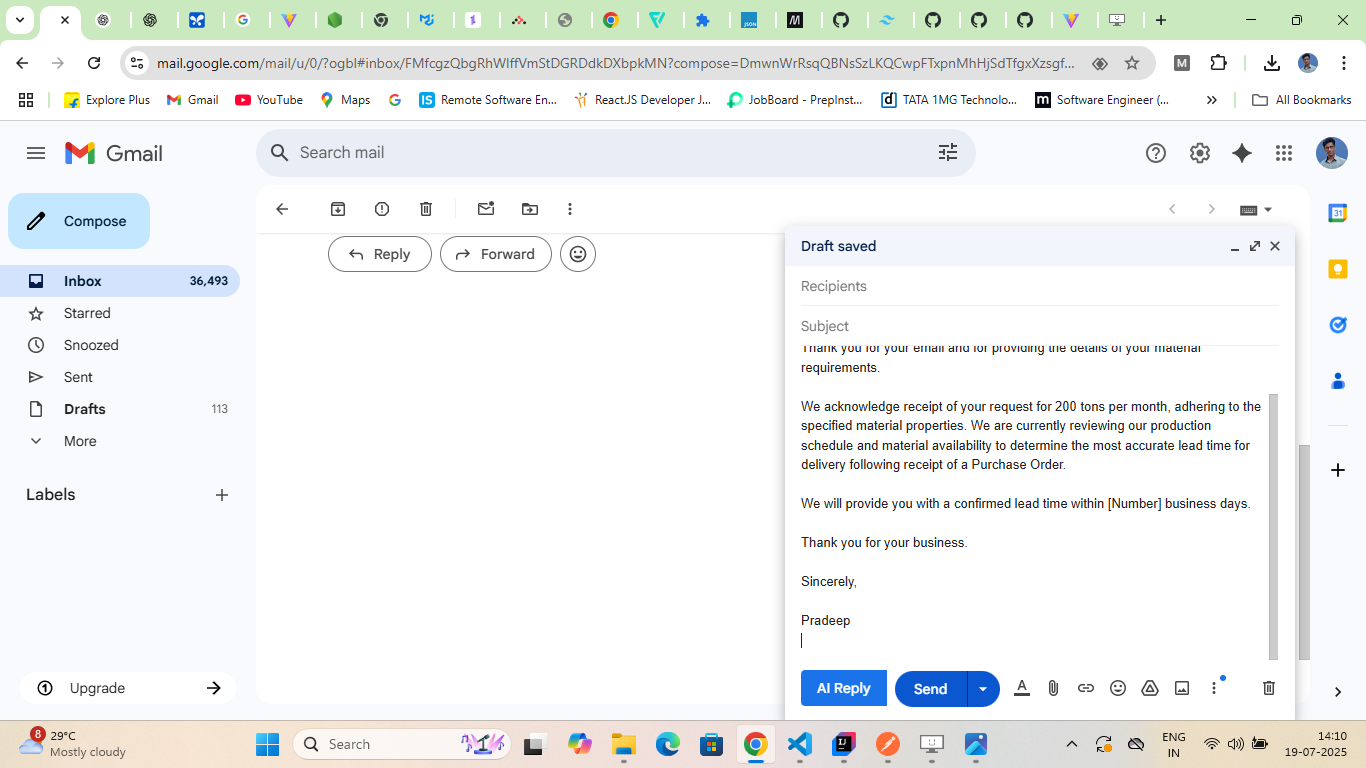 mail.google.com/mail/u/0/?ogbl#inbox/FMfcgzQbgRhWlffVmStDGRDdkDXbpkMN?compose=DmwnWrRsqQBNsSzLKQCwpFTxpnMhHjSdTfgxXzsgf...
M
Explore Plus
Gmail
YouTube
Maps
Remote Software En...
React.JS Developer J...
JobBoard - PrepInst...
TATA 1MG Technolo...
Software Engineer (...
»
All Bookmarks
Gmail
Search mail
Compose
Inbox 36,493
Starred
Snoozed
Sent
Drafts 113
More
Labels
Upgrade
Reply
Forward
Draft saved
Recipients
Subject
Thank you for your email and for providing the details of your material
requirements.
We acknowledge receipt of your request for 200 tons per month, adhering to the
specified material properties. We are currently reviewing our production
schedule and material availability to determine the most accurate lead time for
delivery following receipt of a Purchase Order.
We will provide you with a confirmed lead time within [Number] business days.
Thank you for your business.
Sincerely,
Pradeep
AI Reply
Send
31
8
29°C
Mostly cloudy
Search
ENG
IN
14:10
19-07-2025